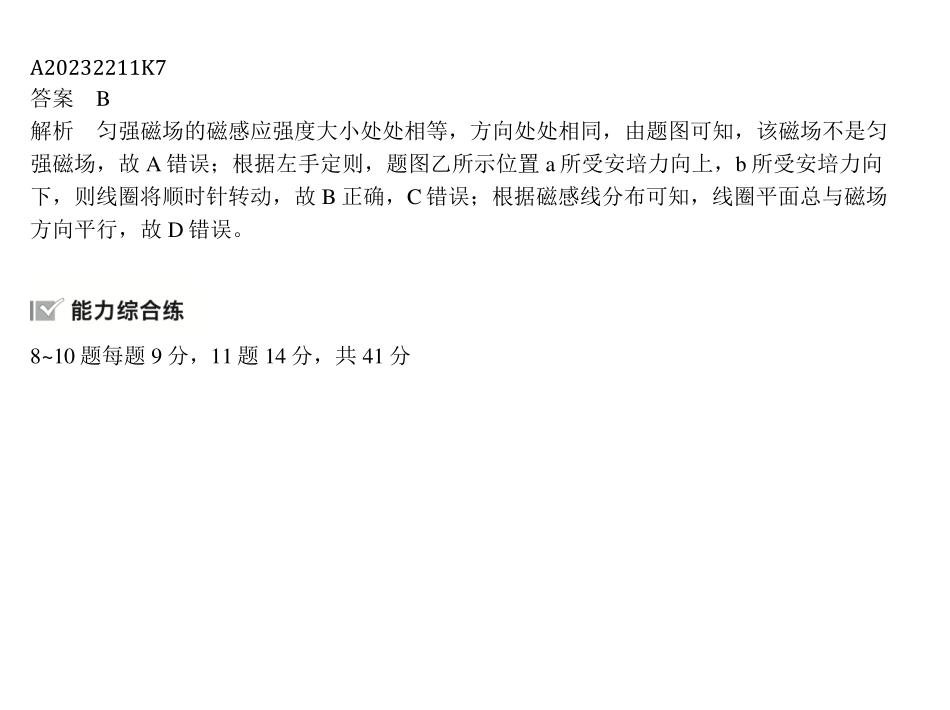 A20232211K7
答案　B
解析　匀强磁场的磁感应强度大小处处相等，方向处处相同，由题图可知，该磁场不是匀
强磁场，故 A 错误；根据左手定则，题图乙所示位置 a 所受安培力向上，b 所受安培力向
下，则线圈将顺时针转动，故 B 正确，C 错误；根据磁感线分布可知，线圈平面总与磁场
方向平行，故 D 错误。
能力综合练
8~10 题每题 9 分，11 题 14 分，共 41 分